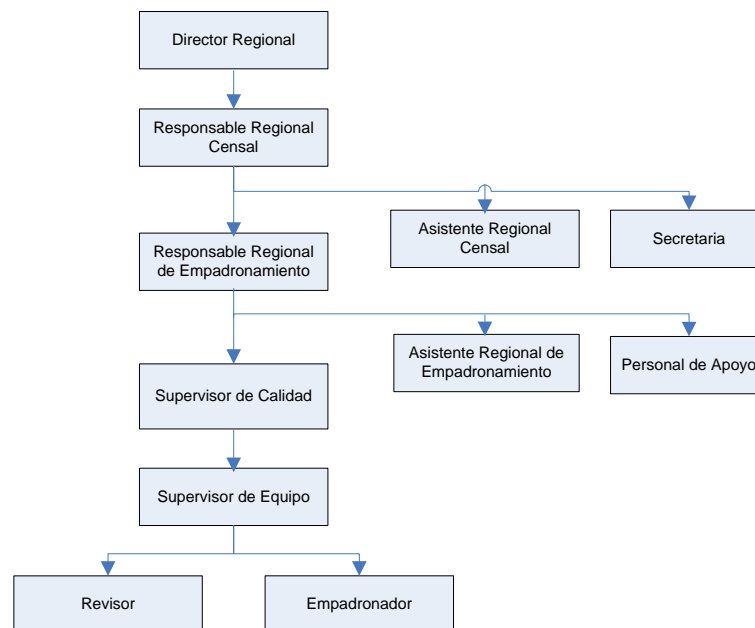 Director Regional
Responsable Regional
Censal
Asistente Regional
Censal
Secretaria
Responsable Regional
de Empadronamiento
Asistente Regional de
Empadronamiento
Personal de Apoyo
Supervisor de Calidad
Supervisor de Equipo
Revisor
Empadronador